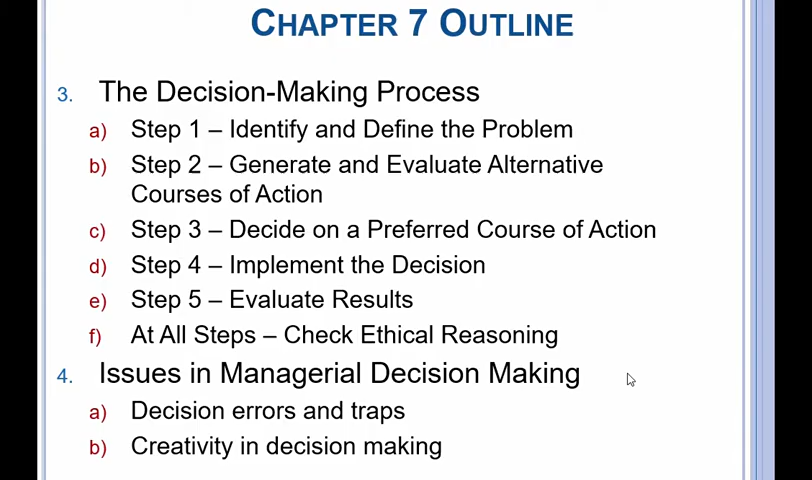 CHAPTER 7 OUTLINE
3. The Decision-Making Process
a) Step 1 – Identify and Define the Problem
b) Step 2 – Generate and Evaluate Alternative
Courses of Action
c) Step 3 – Decide on a Preferred Course of Action
d) Step 4 – Implement the Decision
e) Step 5 – Evaluate Results
f) At All Steps – Check Ethical Reasoning
4. Issues in Managerial Decision Making
a) Decision errors and traps
b) Creativity in decision making